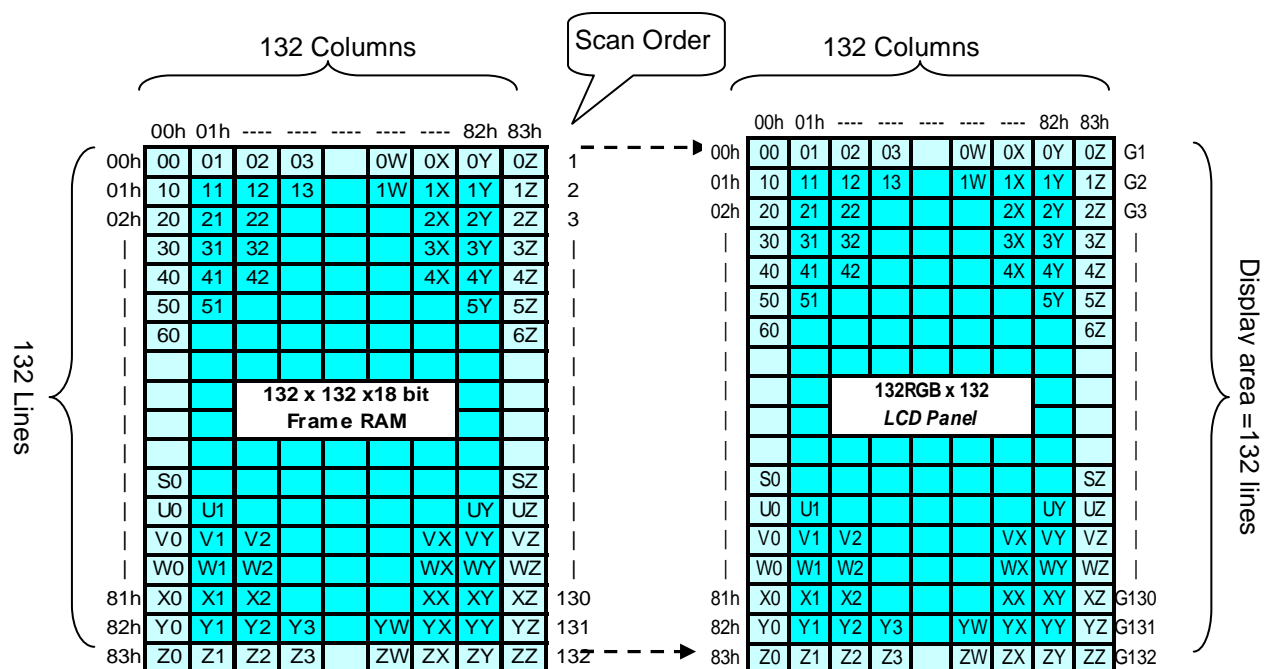 Scan Order
132 Columns
132 Columns
00h 01h ---- ---- ---- ---- ---- 82h 83h
00h 00 01 02 03 0W 0X 0Y 0Z 1
01h 10 11 12 13 1W 1X 1Y 1Z 2
02h 20 21 22 2X 2Y 2Z 3
30 31 32 3X 3Y 3Z
40 41 42 4X 4Y 4Z
50 51 5Y 5Z
60 6Z
132 x 132 x18 bit
Frame RAM
S0 SZ
U0 U1 UY UZ
V0 V1 V2 VX VY VZ
W0 W1 W2 WX WY WZ
81h X0 X1 X2 XX XY XZ 130
82h Y0 Y1 Y2 Y3 YW YX YY YZ 131
83h Z0 Z1 Z2 Z3 ZW ZX ZY ZZ 132
132 Lines
00h 01h ---- ---- ---- ---- ---- 82h 83h
00h 00 01 02 03 0W 0X 0Y 0Z G1
01h 10 11 12 13 1W 1X 1Y 1Z G2
02h 20 21 22 2X 2Y 2Z G3
30 31 32 3X 3Y 3Z
40 41 42 4X 4Y 4Z
50 51 5Y 5Z
60 6Z
132RGB x 132
LCD Panel
S0 SZ
U0 U1 UY UZ
V0 V1 V2 VX VY VZ
W0 W1 W2 WX WY WZ
81h X0 X1 X2 XX XY XZ G130
82h Y0 Y1 Y2 Y3 YW YX YY YZ G131
83h Z0 Z1 Z2 Z3 ZW ZX ZY ZZ G132
Display area =132 lines